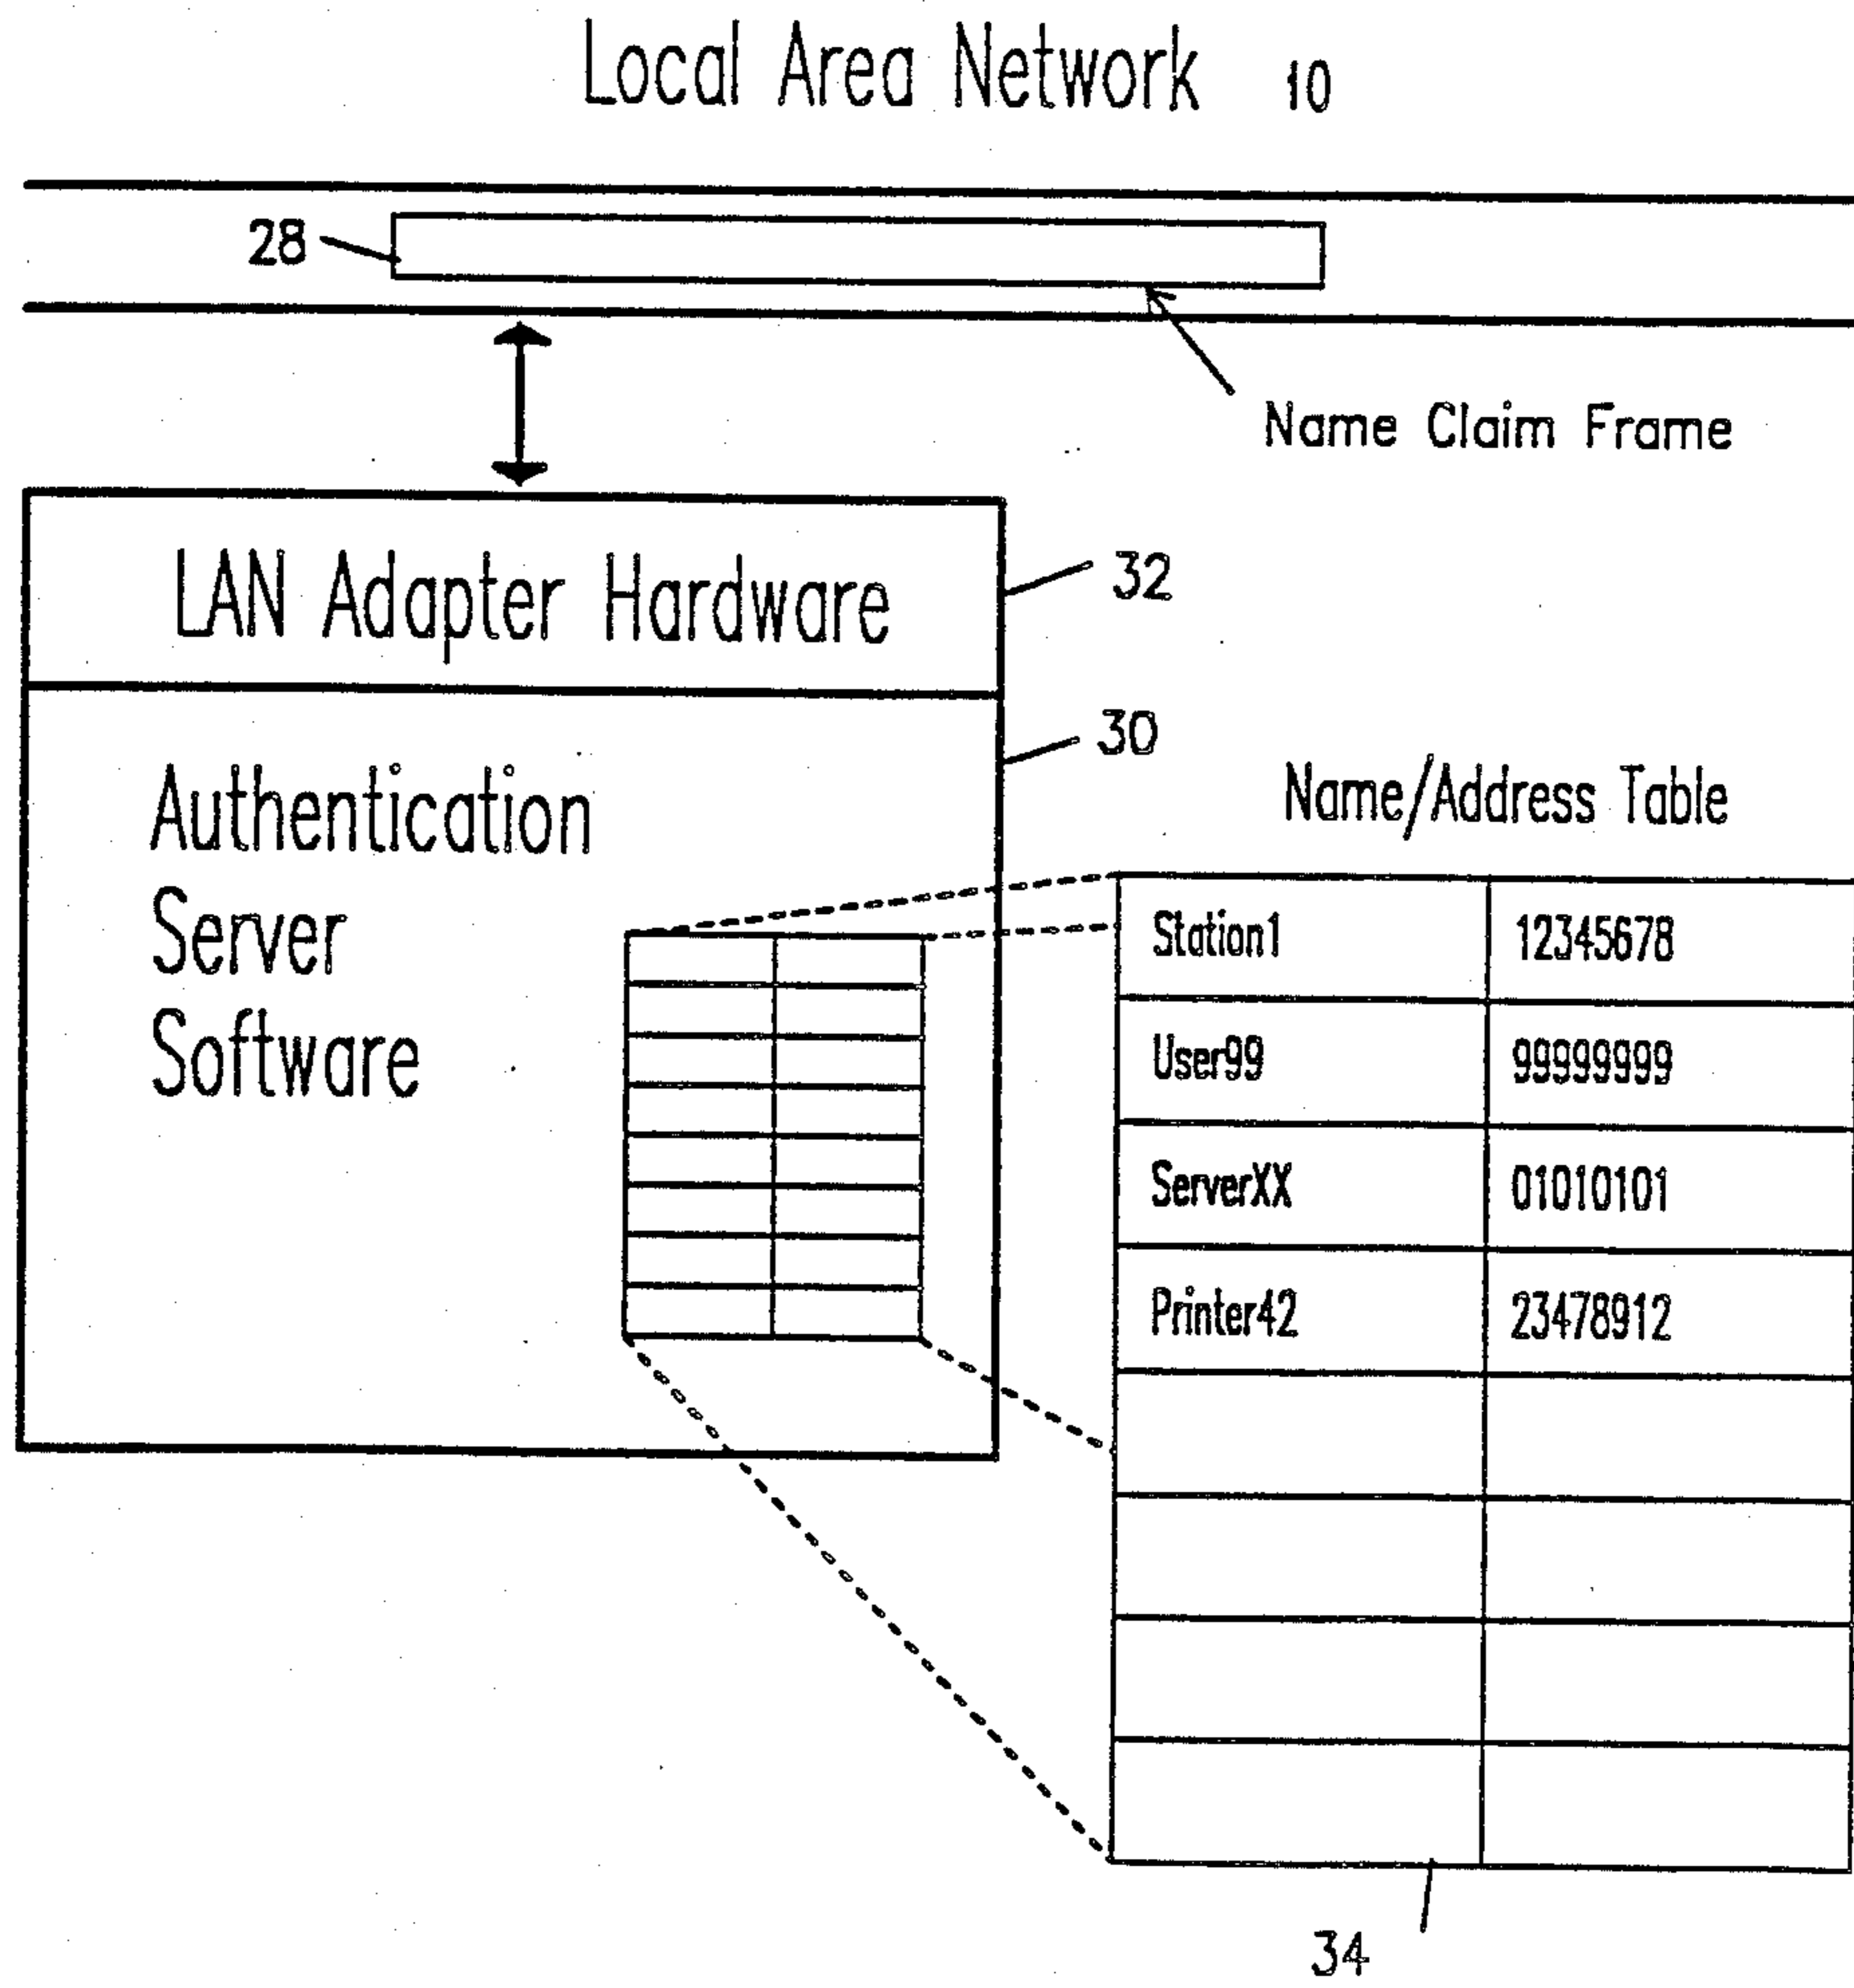 Local Area Network 10
28
Name Claim Frame
LAN Adapter Hardware
32
30
Authentication
Server
Software
Name/Address Table
Station1 12345678
User99 99999999
ServerXX 01010101
Printer42 23478912
34